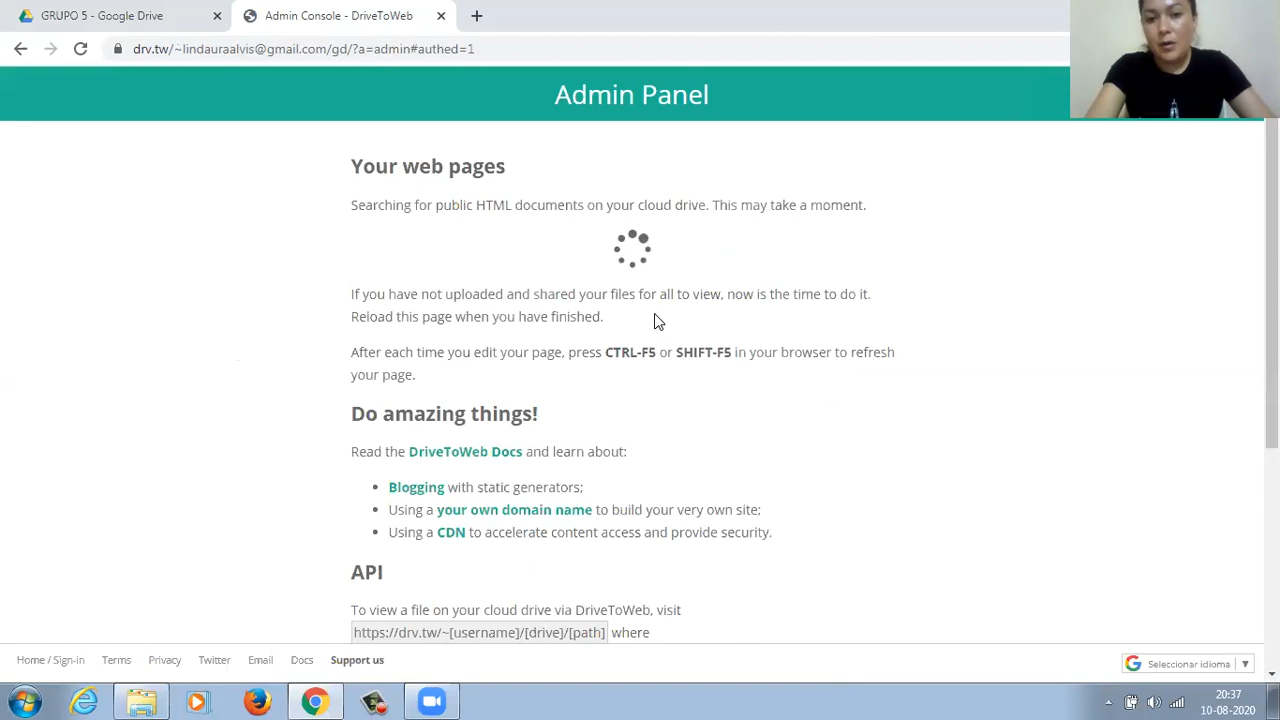 GRUPO 5 - Google Drive
Admin Console - DriveToWeb
drv.tw/~lindauraalvis@gmail.com/gd/?a=admin#authed=1
Admin Panel
Your web pages
Searching for public HTML documents on your cloud drive. This may take a moment.
If you have not uploaded and shared your files for all to view, now is the time to do it.
Reload this page when you have finished.
After each time you edit your page, press CTRL-F5 or SHIFT-F5 in your browser to refresh
your page.
Do amazing things!
Read the DriveToWeb Docs and learn about:
Blogging with static generators;
Using a your own domain name to build your very own site;
Using a CDN to accelerate content access and provide security.
API
To view a file on your cloud drive via DriveToWeb, visit
https://drv.tw/~[username]/[drive]/[path] where
Home / Sign-in Terms Privacy Twitter Email Docs Support us
Seleccionar idioma
20:37
10-08-2020